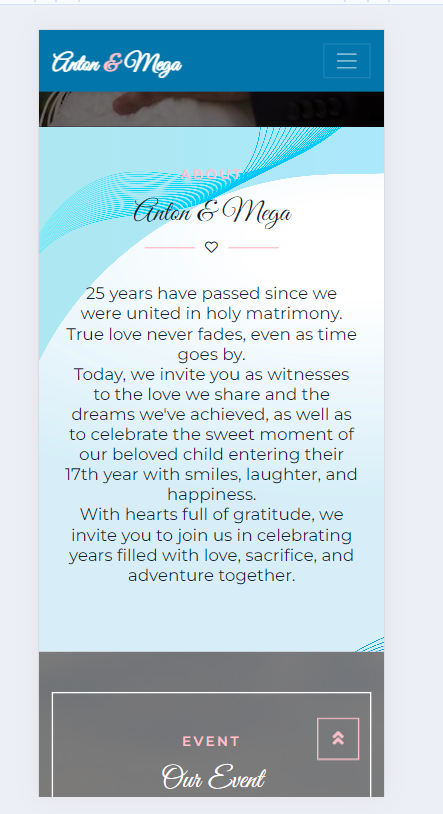 Anton & Mega
ABOUT
Anton & Mega
25 years have passed since we
were united in holy matrimony.
True love never fades, even as time
goes by.
Today, we invite you as witnesses
to the love we share and the
dreams we've achieved, as well as
to celebrate the sweet moment of
our beloved child entering their
17th year with smiles, laughter, and
happiness.
With hearts full of gratitude, we
invite you to join us in celebrating
years filled with love, sacrifice, and
adventure together.
EVENT
Our Event